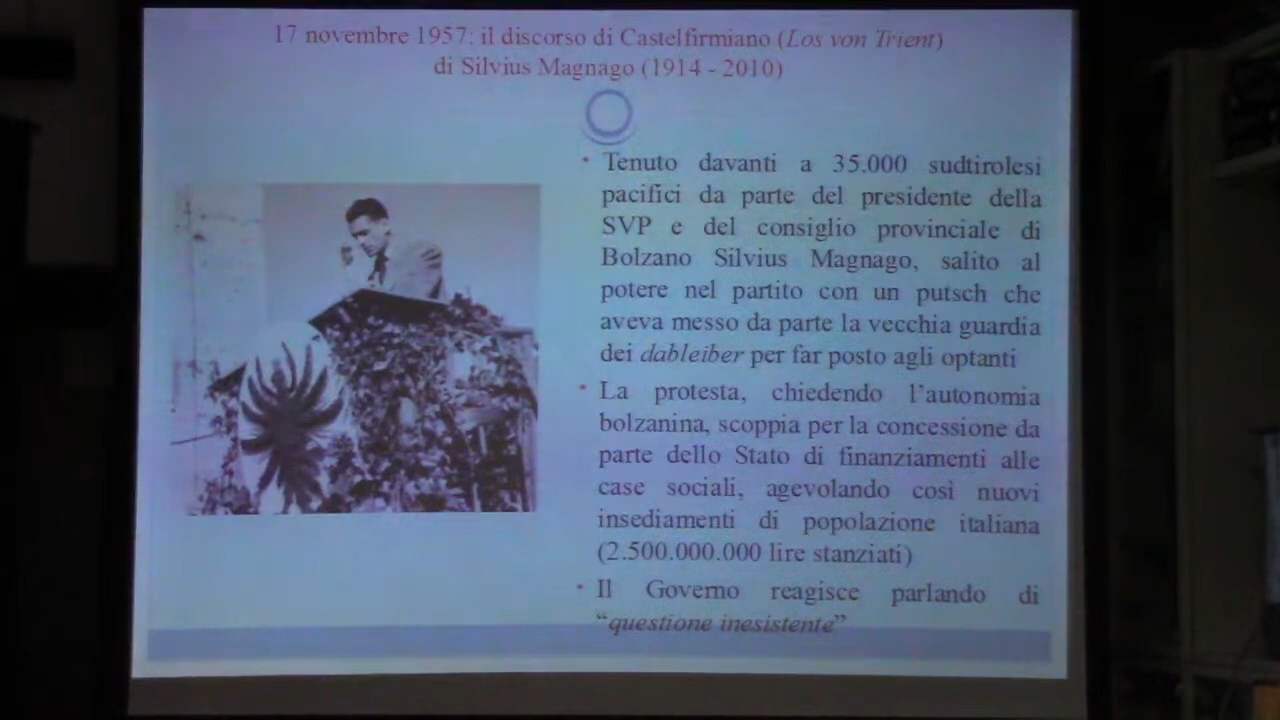 17 novembre 1957: il discorso di Castelfirmiano (Los von Trient)
di Silvius Magnago (1914 - 2010)
• Tenuto davanti a 35.000 sudtirolesi
pacifici da parte del presidente della
SVP e del consiglio provinciale di
Bolzano Silvius Magnago, salito al
potere nel partito con un putsch che
aveva messo da parte la vecchia guardia
dei dableiber per far posto agli optanti
• La protesta, chiedendo l’autonomia
bolzanina, scoppia per la concessione da
parte dello Stato di finanziamenti alle
case sociali, agevolando così nuovi
insediamenti di popolazione italiana
(2.500.000.000 lire stanziati)
• Il Governo reagisce parlando di
“questione inesistente”